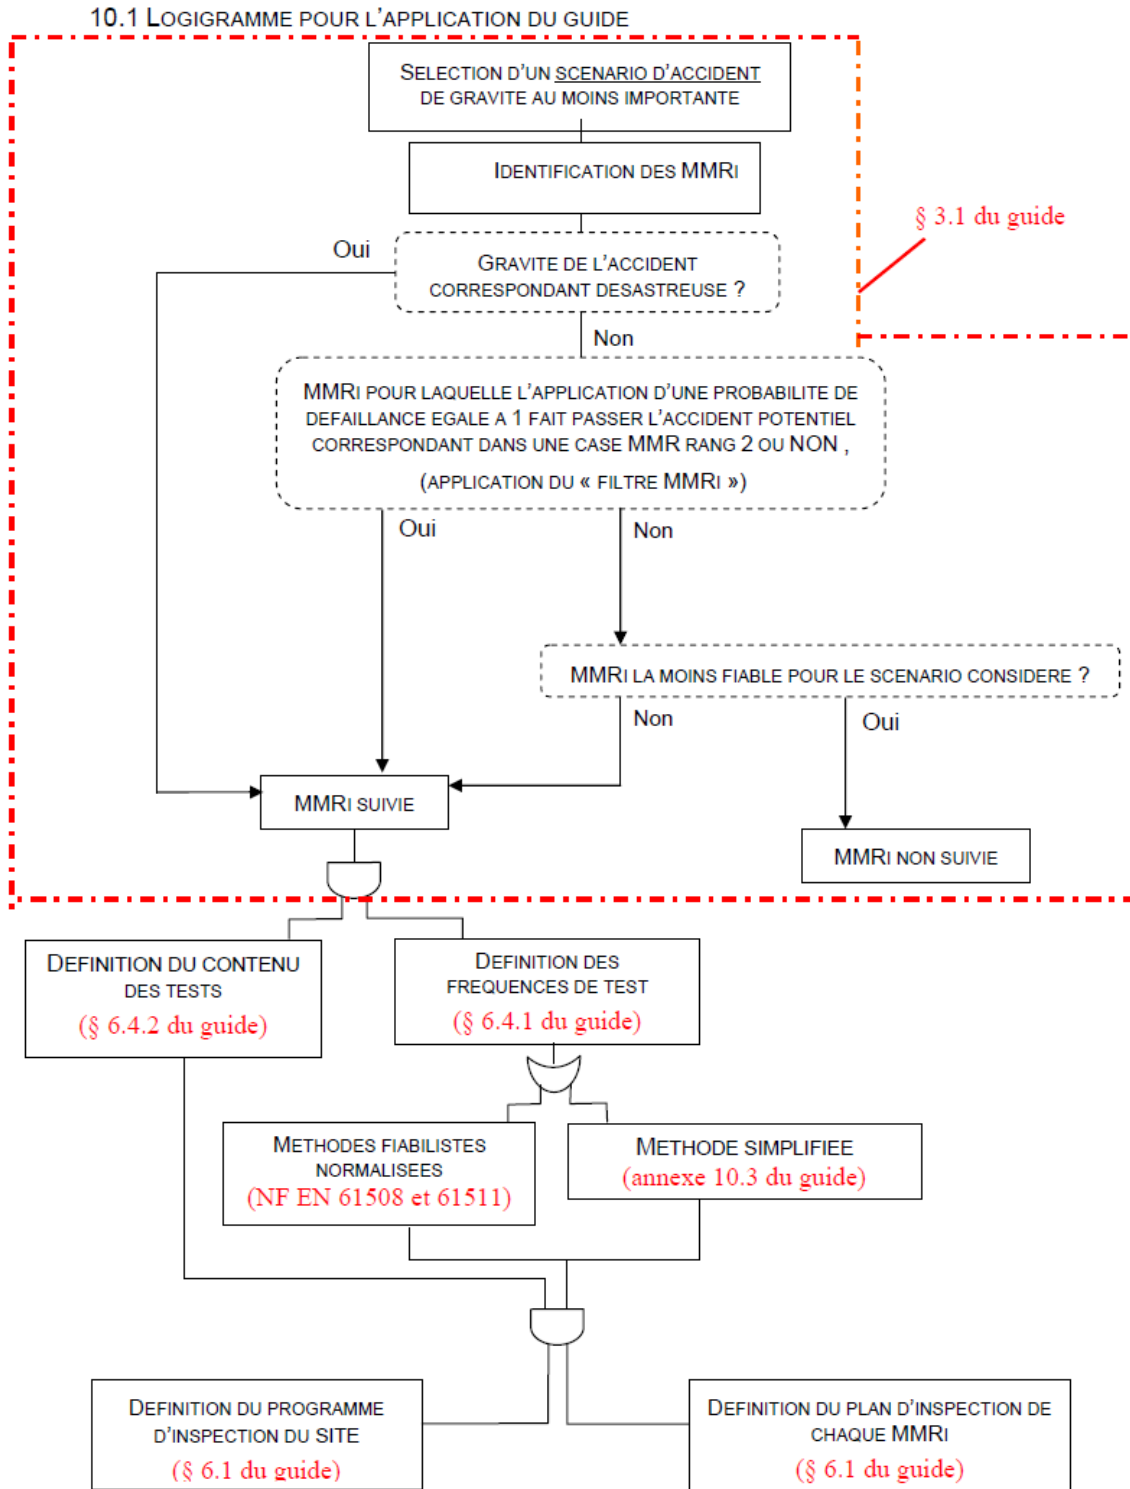 10.1 LOGIGRAMME POUR L'APPLICATION DU GUIDE
SELECTION D'UN SCENARIO D'ACCIDENT
DE GRAVITE AU MOINS IMPORTANTE
IDENTIFICATION DES MMRI
§ 3.1 du guide
Oui
GRAVITE DE L'ACCIDENT
CORRESPONDANT DESASTREUSE ?
Non
MMRI POUR LAQUELLE L'APPLICATION D'UNE PROBABILITE DE
DEFAILLANCE EGALE A 1 FAIT PASSER L'ACCIDENT POTENTIEL
CORRESPONDANT DANS UNE CASE MMR RANG 2 OU NON ,
(APPLICATION DU « FILTRE MMRI »)
Oui
Non
MMRI LA MOINS FIABLE POUR LE SCENARIO CONSIDERE ?
Non
Oui
MMRI SUIVIE
MMRI NON SUIVIE
DEFINITION DU CONTENU
DES TESTS
(§ 6.4.2 du guide)
DEFINITION DES
FREQUENCES DE TEST
(§ 6.4.1 du guide)
METHODES FIABILISTES
NORMALISEES
(NF EN 61508 et 61511)
METHODE SIMPLIFIEE
(annexe 10.3 du guide)
DEFINITION DU PROGRAMME
D'INSPECTION DU SITE
(§ 6.1 du guide)
DEFINITION DU PLAN D'INSPECTION DE
CHAQUE MMRI
(§ 6.1 du guide)